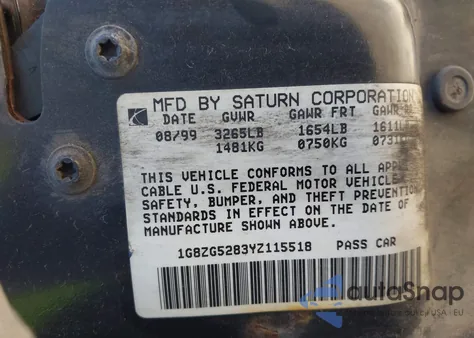 MFD BY SATURN CORPORATION
DATE GVWR GAWR FRT GAWR
08/99 3265LB 1654LB
1481KG 0750KG
THIS VEHICLE CONFORMS TO ALL APPL
CABLE U.S. FEDERAL MOTOR VEHICLE
SAFETY, BUMPER, AND THEFT PREVENTION
STANDARDS IN EFFECT ON THE DATE OF
MANUFACTURE SHOWN ABOVE.
1G8ZG5283YZ115518 PASS CAR
autoSnap